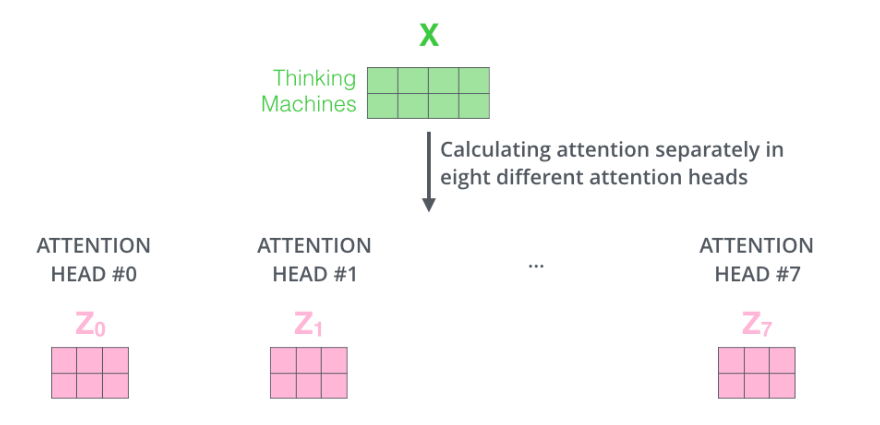 X
Thinking
Machines
Calculating attention separately in
eight different attention heads
ATTENTION
HEAD #0
ATTENTION
HEAD #1
...
ATTENTION
HEAD #7
Z₀
Z₁
Z₇